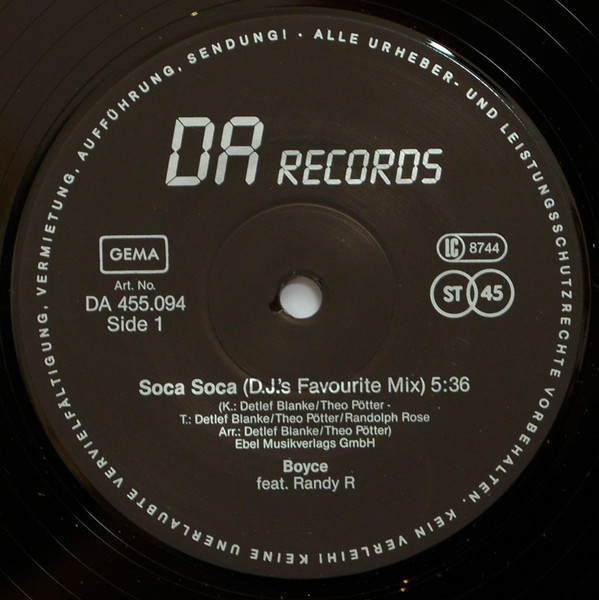 ALLE URHEBER- UND LEISTUNGSSCHUTZRECHTE VORBEHALTEN. KEIN VERLEIH! KEINE UNERLAUBTE VERVIELFÄLTIGUNG, VERMIETUNG, AUFFÜHRUNG, SENDUNG! ·
DA RECORDS
GEMA
LC 8744
Art. No.
DA 455.094
Side 1
ST 45
Soca Soca (D.J.'s Favourite Mix) 5:36
(K.: Detlef Blanke/Theo Pötter -
T.: Detlef Blanke/Theo Pötter/Randolph Rose
Arr.: Detlef Blanke/Theo Pötter)
Ebel Musikverlags GmbH
Boyce
feat. Randy R